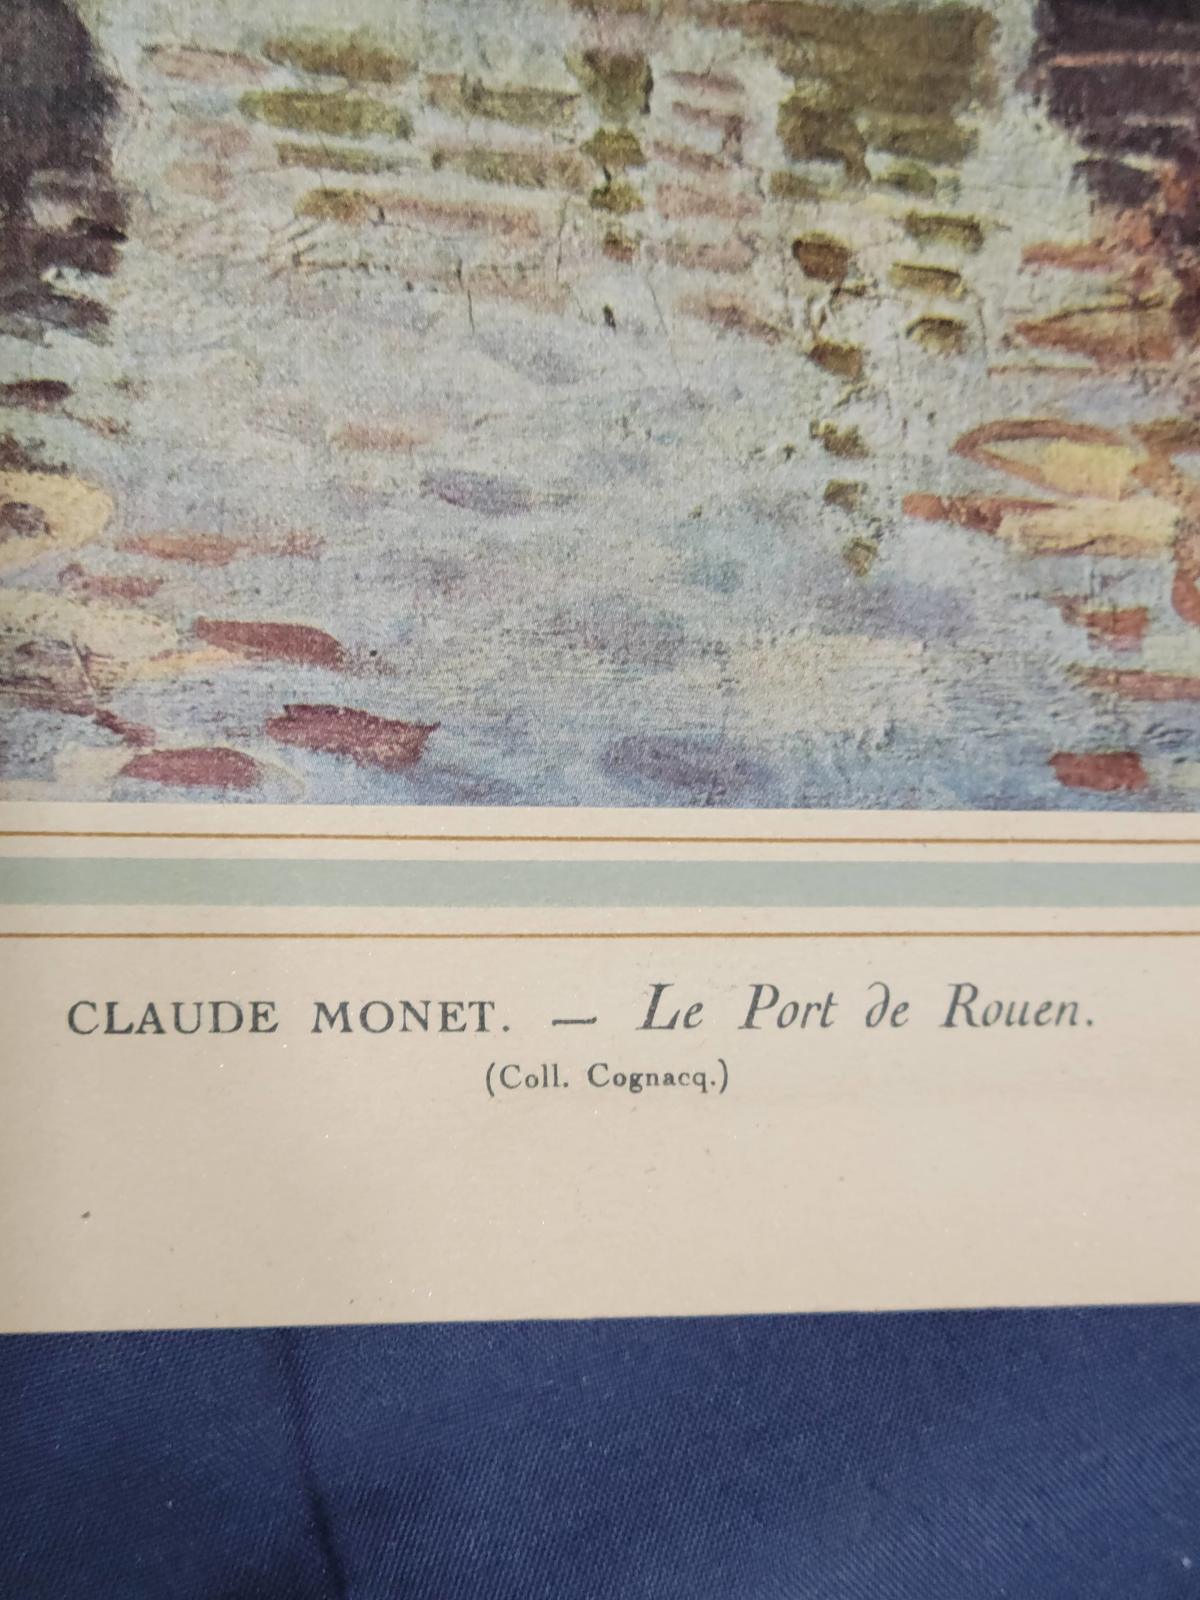 CLAUDE MONET. — Le Port de Rouen.
(Coll. Cognacq.)